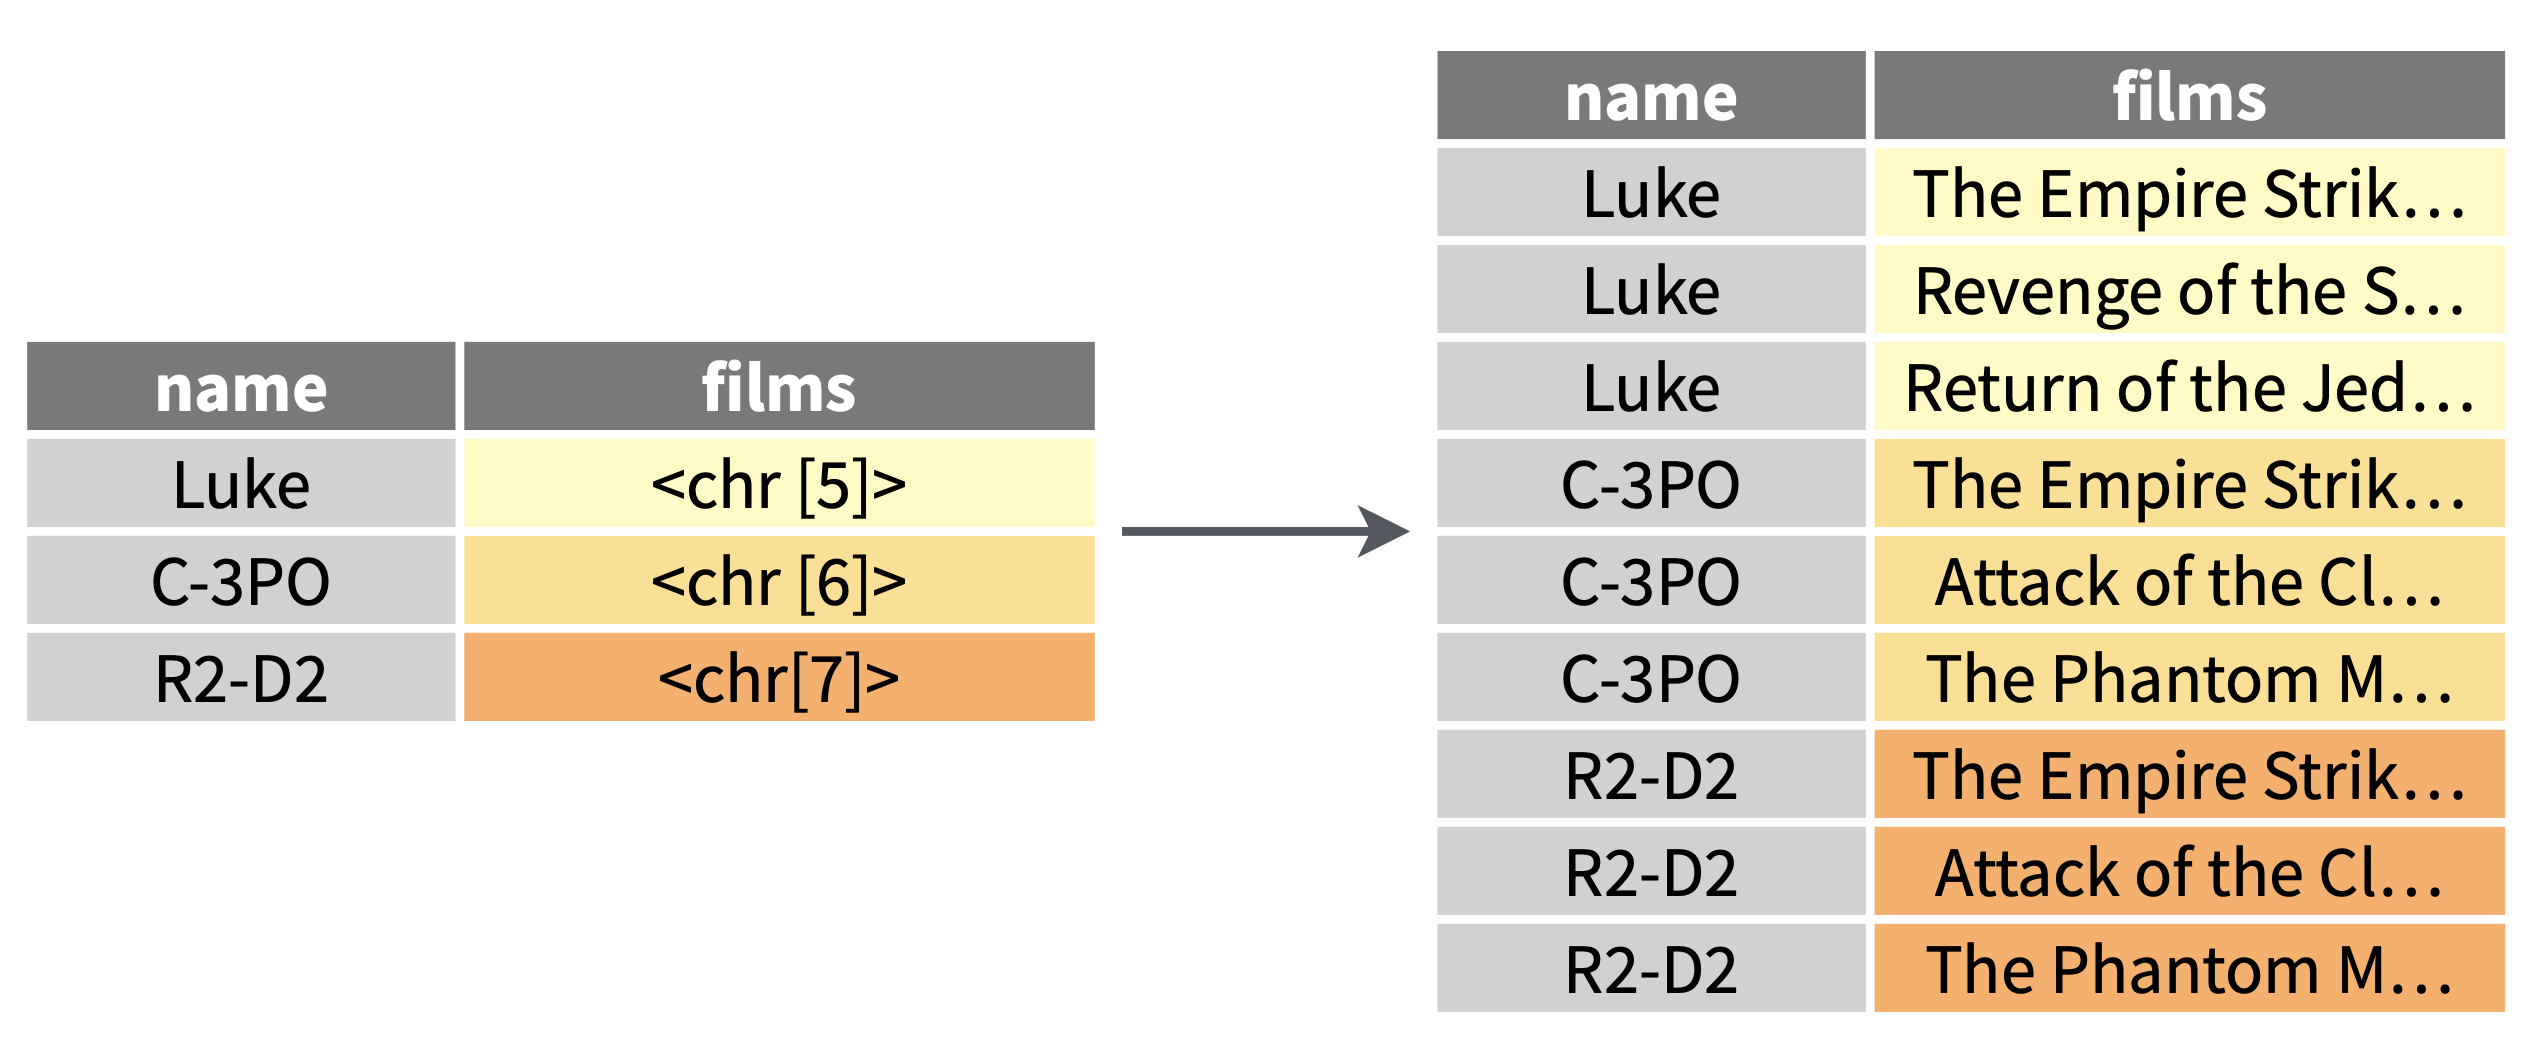 name films
Luke <chr [5]>
C-3PO <chr [6]>
R2-D2 <chr[7]>
name films
Luke The Empire Strik…
Luke Revenge of the S…
Luke Return of the Jed…
C-3PO The Empire Strik…
C-3PO Attack of the Cl…
C-3PO The Phantom M…
R2-D2 The Empire Strik…
R2-D2 Attack of the Cl…
R2-D2 The Phantom M…